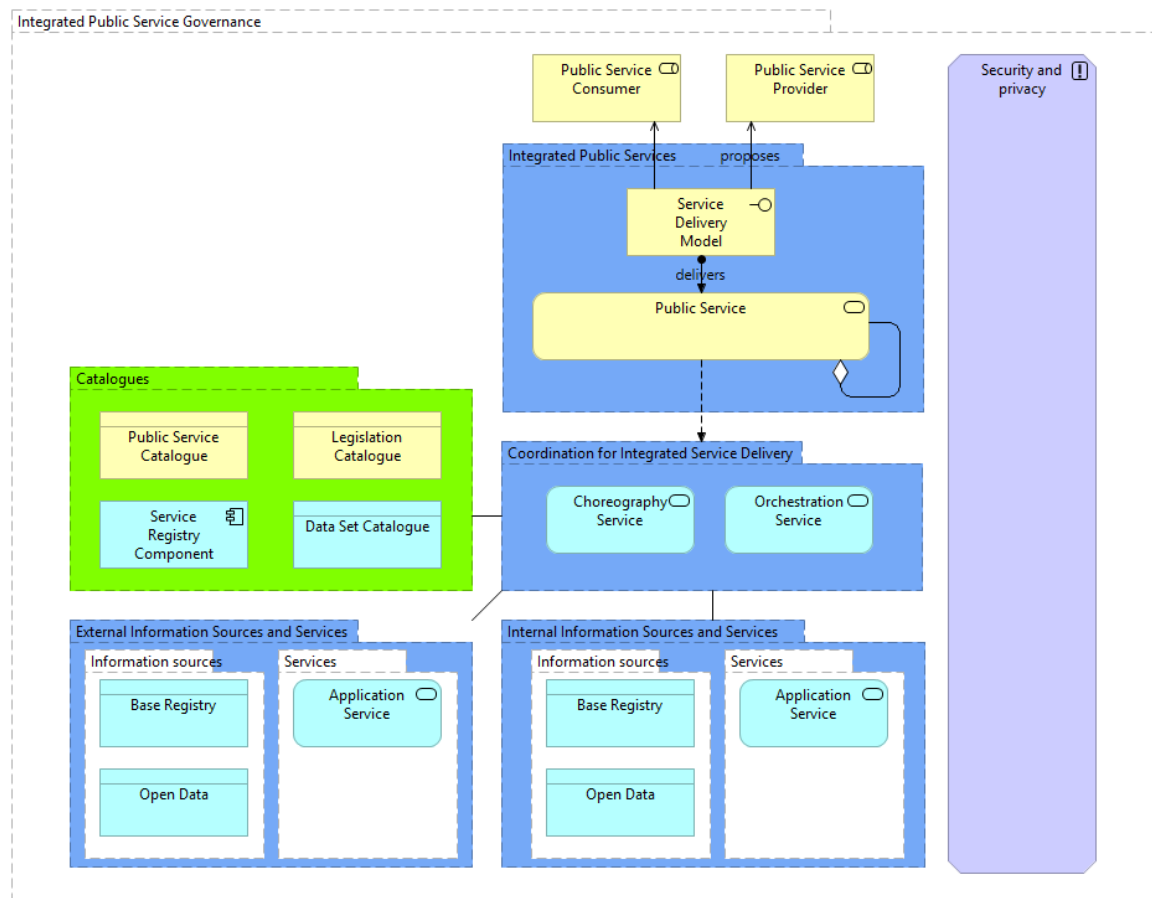 Integrated Public Service Governance
Public Service
Consumer
Public Service
Provider
Security and
privacy
Integrated Public Services
proposes
Service
Delivery
Model
delivers
Public Service
Catalogues
Public Service
Catalogue
Legislation
Catalogue
Service
Registry
Component
Data Set Catalogue
Coordination for Integrated Service Delivery
Choreography
Service
Orchestration
Service
External Information Sources and Services
Information sources
Services
Base Registry
Application
Service
Open Data
Internal Information Sources and Services
Information sources
Services
Base Registry
Application
Service
Open Data